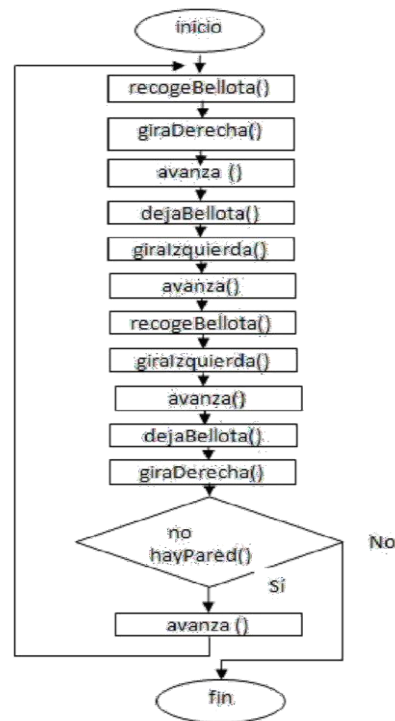 inicio
recogeBellota()
giraDerecha()
avanza ()
dejaBellota()
giraIzquierda()
avanza()
recogeBellota()
giraIzquierda()
avanza()
dejaBellota()
giraDerecha()
no
hayPared()
No
Sí
avanza ()
fin